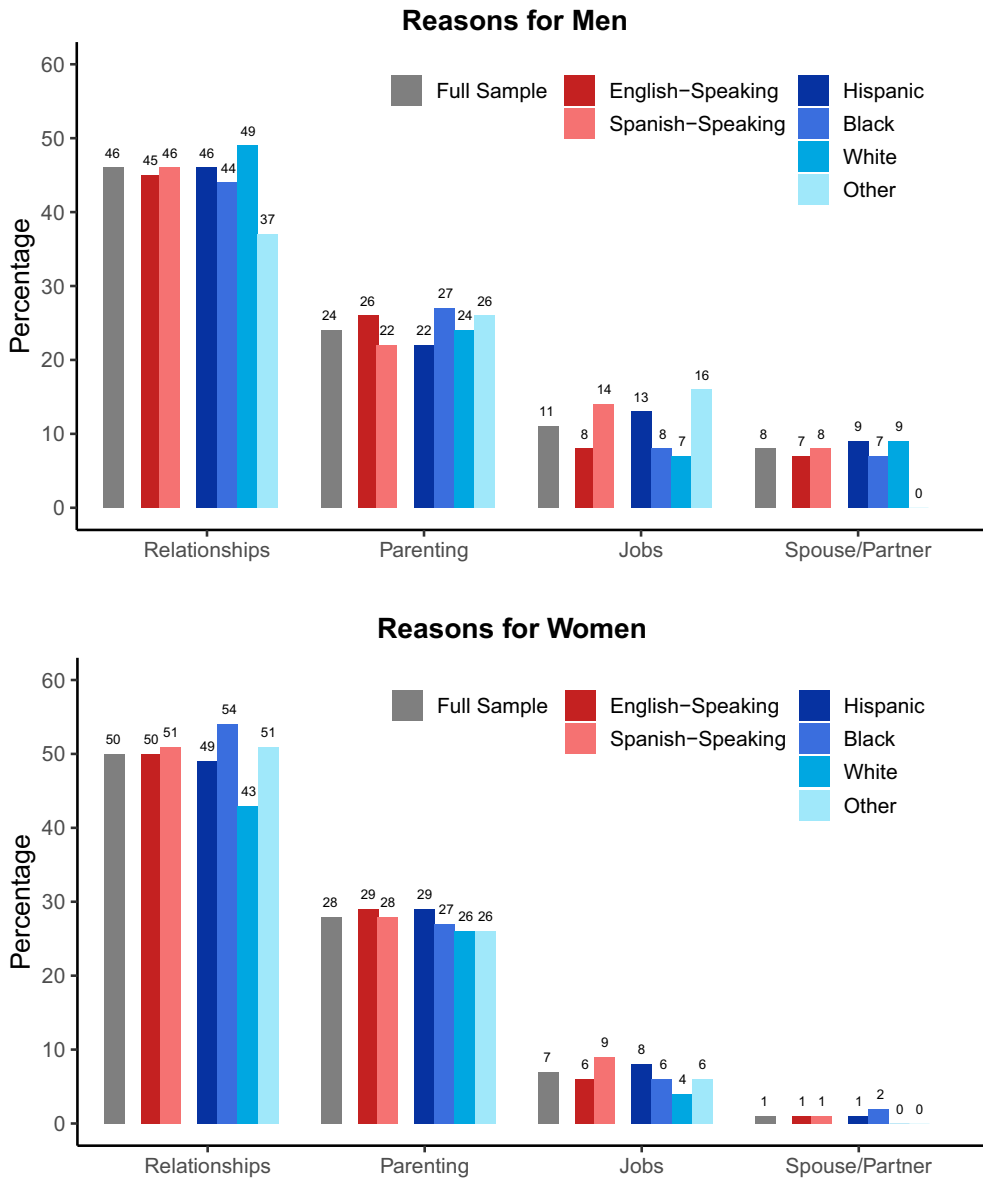 Reasons for Men
60
50
40
30
20
10
0
Percentage
Full Sample
English−Speaking
Spanish−Speaking
Hispanic
Black
White
Other
46 45 46 46 44 49 37
24 26 22 22 27 24 26
11 8 14 13 8 7 16
8 7 8 9 7 9 0
Relationships Parenting Jobs Spouse/Partner
Reasons for Women
60
50
40
30
20
10
0
Percentage
Full Sample
English−Speaking
Spanish−Speaking
Hispanic
Black
White
Other
50 50 51 49 54 43 51
28 29 28 29 27 26 26
7 6 9 8 6 4 6
1 1 1 1 2 0 0
Relationships Parenting Jobs Spouse/Partner